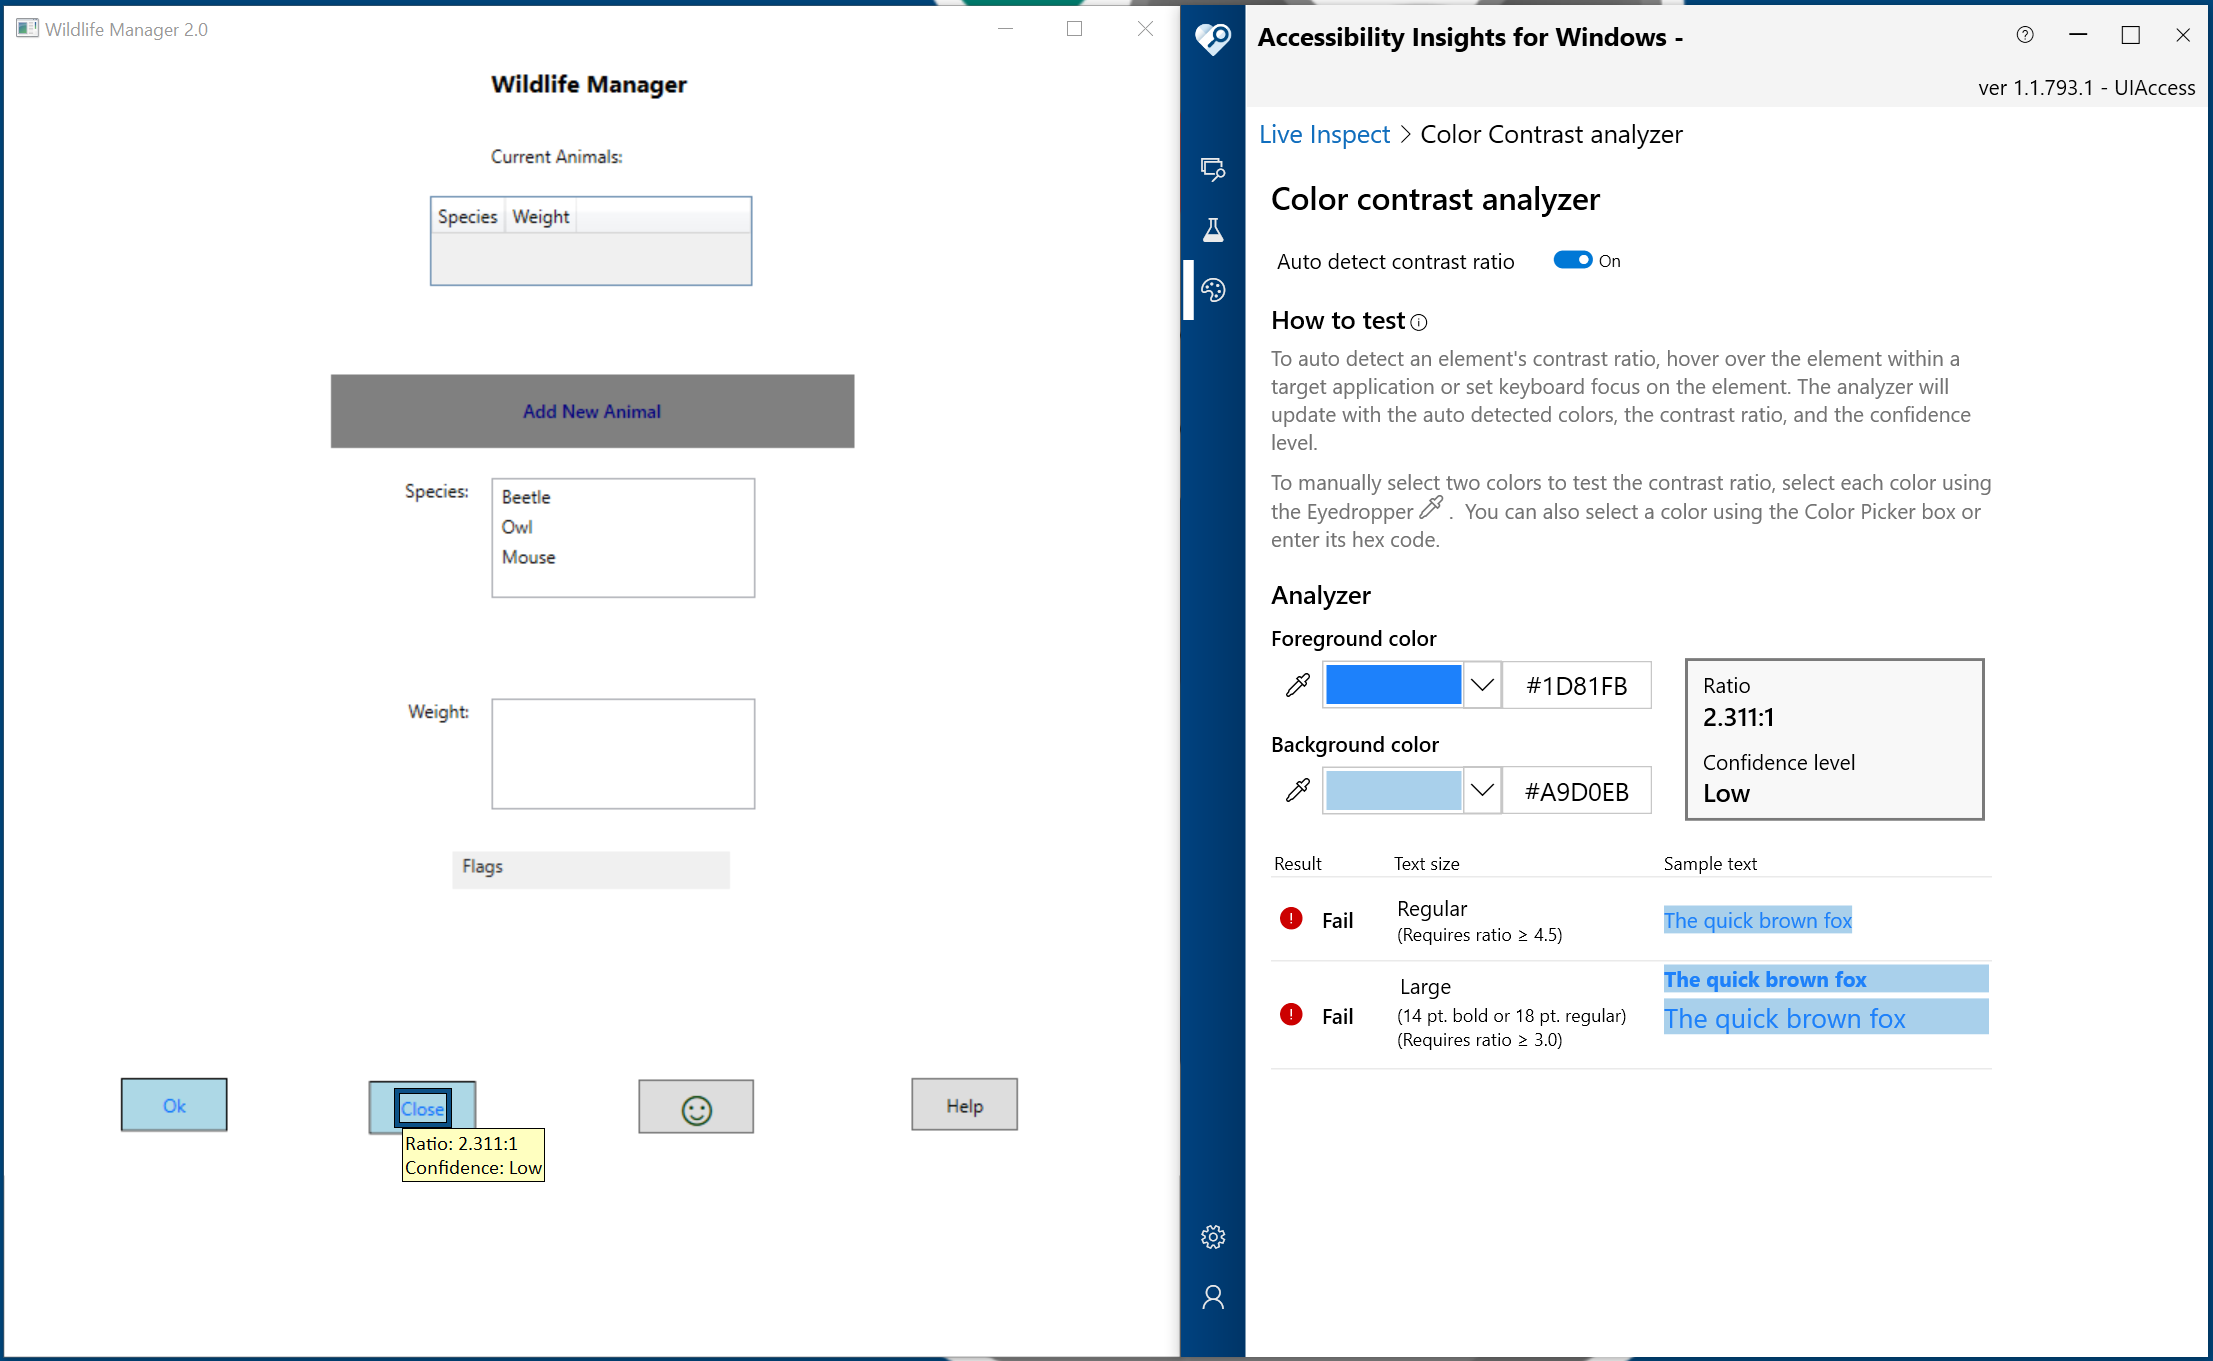 Wildlife Manager 2.0
Wildlife Manager
Current Animals:
Species Weight
Add New Animal
Species:
Beetle
Owl
Mouse
Weight:
Flags
Ok
Close
Help
Ratio: 2.311:1
Confidence: Low
Accessibility Insights for Windows -
ver 1.1.793.1 - UIAccess
Live Inspect > Color Contrast analyzer
Color contrast analyzer
Auto detect contrast ratio On
How to test
To auto detect an element's contrast ratio, hover over the element within a
target application or set keyboard focus on the element. The analyzer will
update with the auto detected colors, the contrast ratio, and the confidence
level.
To manually select two colors to test the contrast ratio, select each color using
the Eyedropper . You can also select a color using the Color Picker box or
enter its hex code.
Analyzer
Foreground color
#1D81FB
Background color
#A9D0EB
Ratio
2.311:1
Confidence level
Low
Result Text size Sample text
Fail
Regular
(Requires ratio ≥ 4.5)
The quick brown fox
Fail
Large
(14 pt. bold or 18 pt. regular)
(Requires ratio ≥ 3.0)
The quick brown fox
The quick brown fox